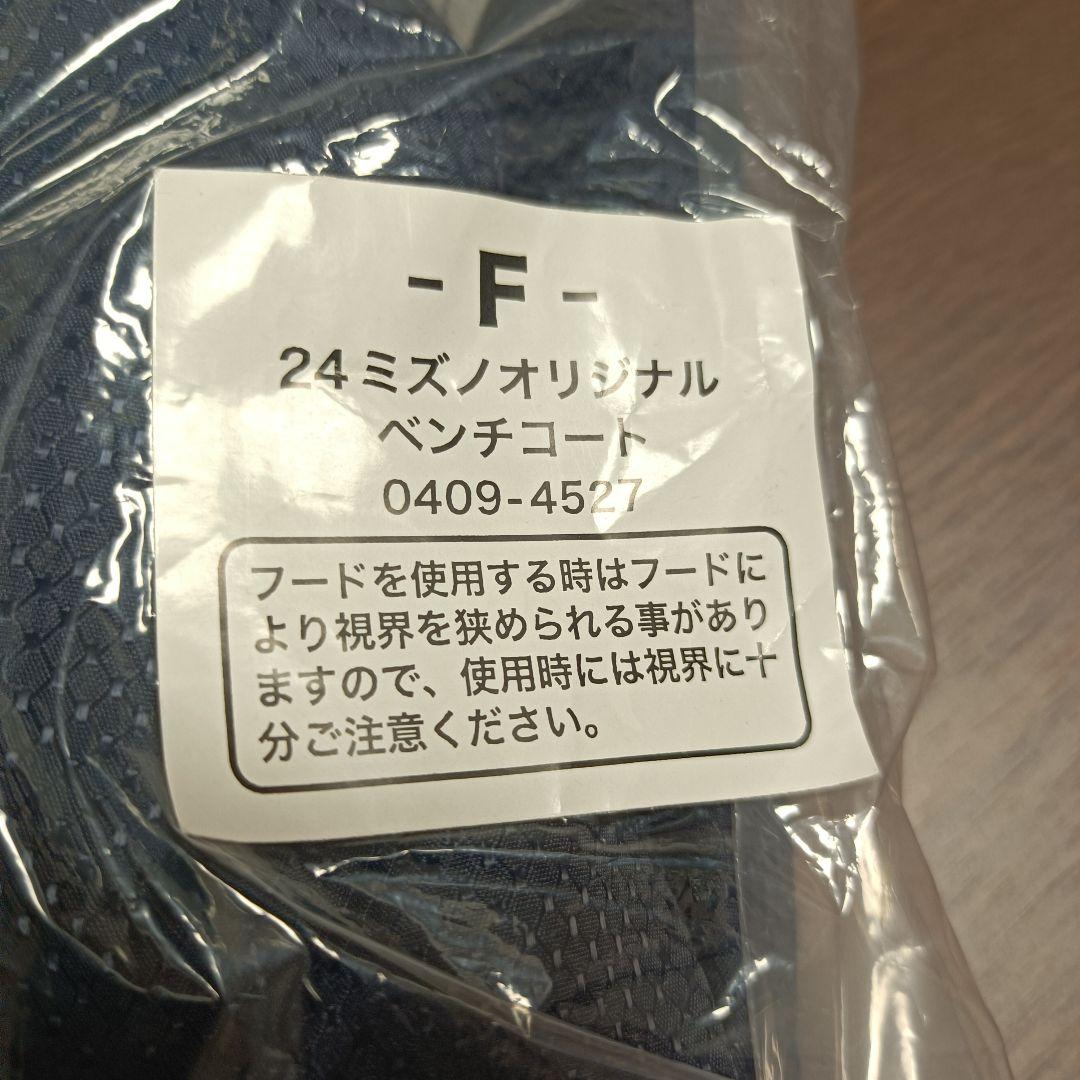 - F -
24ミズノオリジナル
ベンチコート
0409-4527
フードを使用する時はフードに
より視界を狭められる事があり
ますので、使用時には視界に十
分ご注意ください。